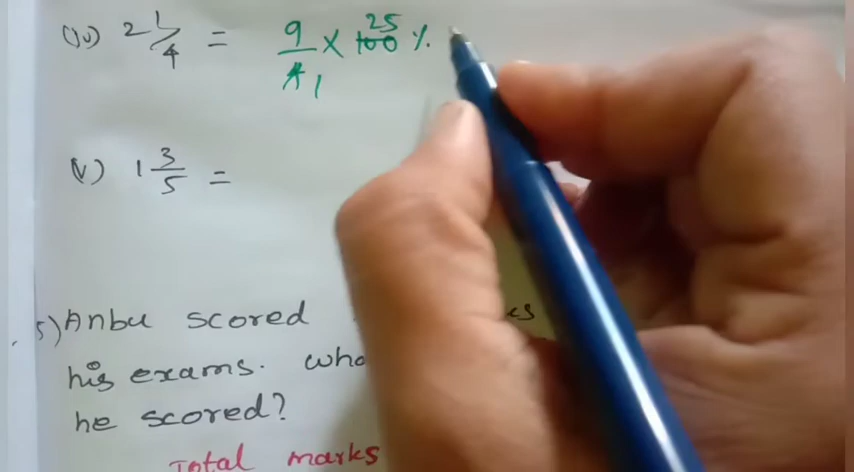 (iv) 2 1/4 = 9/4 1 × 100 25 %
(v) 1 3/5 =
5) Anbu scored
his exams.
he scored?
Total marks